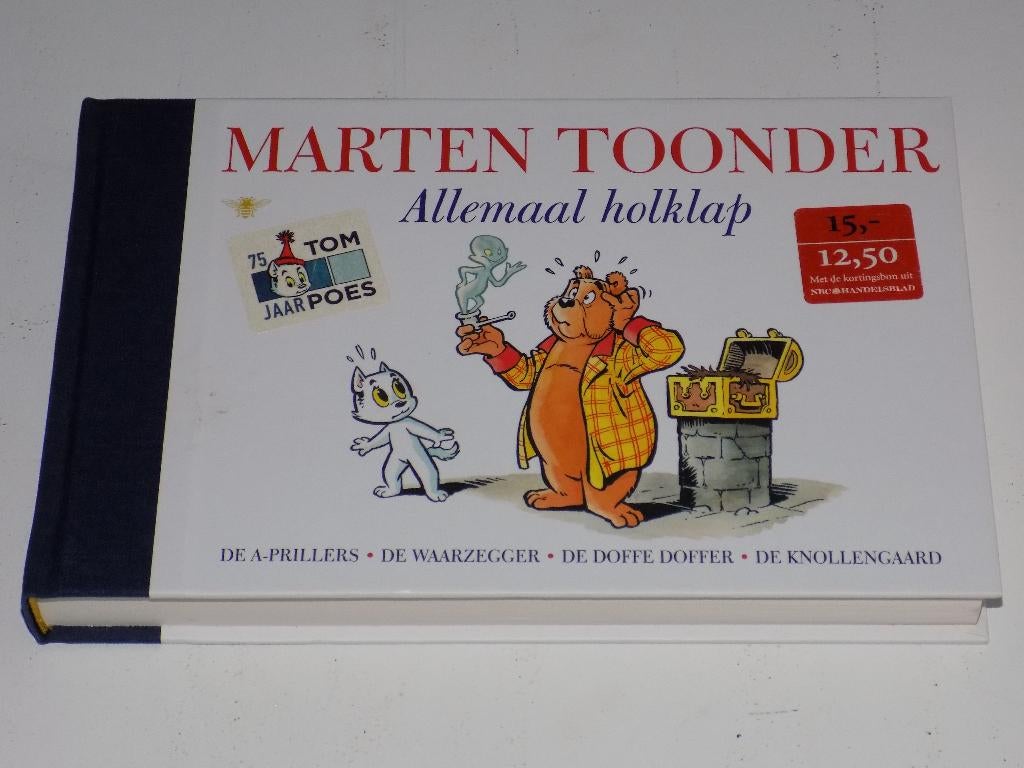 MARTEN TOONDER
Allemaal holklap
75 TOM
JAAR POES
15,-
12,50
Met de kortingsbon uit
NRC HANDELSBLAD
DE A-PRILLERS • DE WAARZEGGER • DE DOFFE DOFFER • DE KNOLLENGAARD